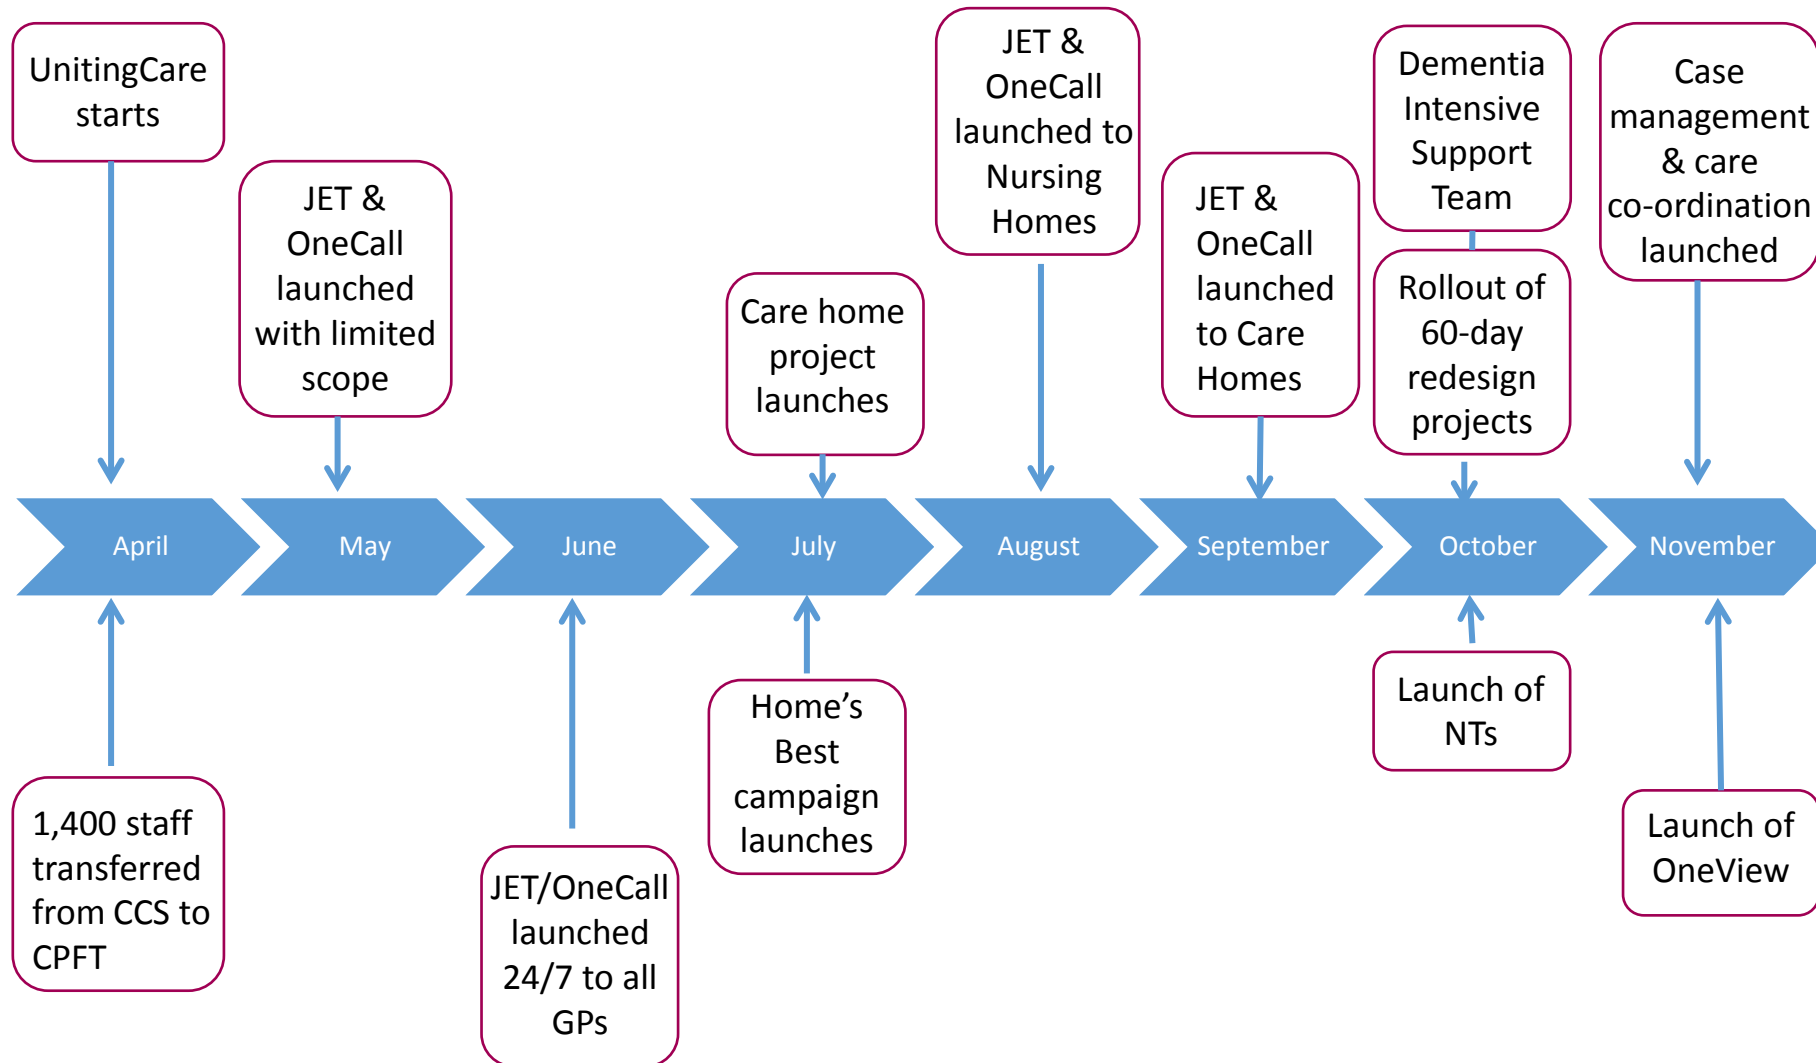 UnitingCare
starts
JET &
OneCall
launched
with limited
scope
Care home
project
launches
JET &
OneCall
launched to
Nursing
Homes
JET &
OneCall
launched
to Care
Homes
Dementia
Intensive
Support
Team
Rollout of
60-day
redesign
projects
Case
management
& care
co-ordination
launched
April
May
June
July
August
September
October
November
1,400 staff
transferred
from CCS to
CPFT
JET/OneCall
launched
24/7 to all
GPs
Home’s
Best
campaign
launches
Launch of
NTs
Launch of
OneView